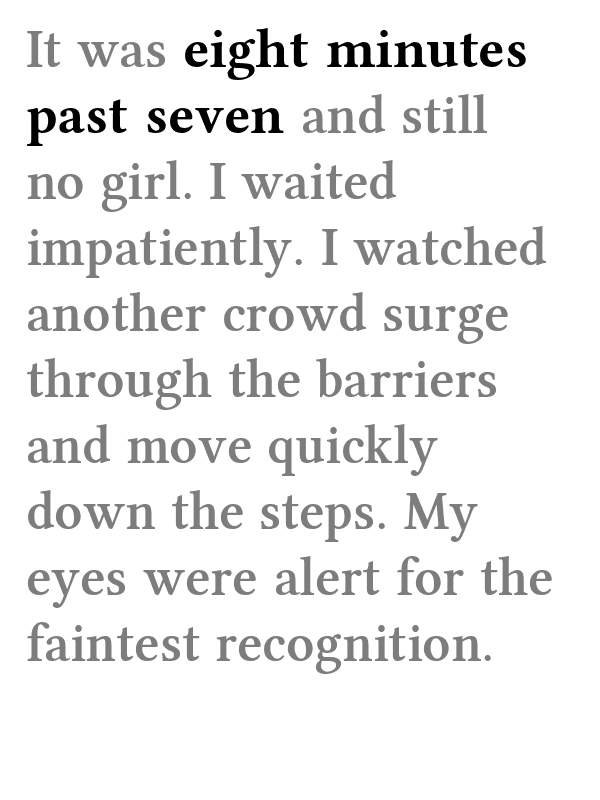 It was eight minutes
past seven and still
no girl. I waited
impatiently. I watched
another crowd surge
through the barriers
and move quickly
down the steps. My
eyes were alert for the
faintest recognition.